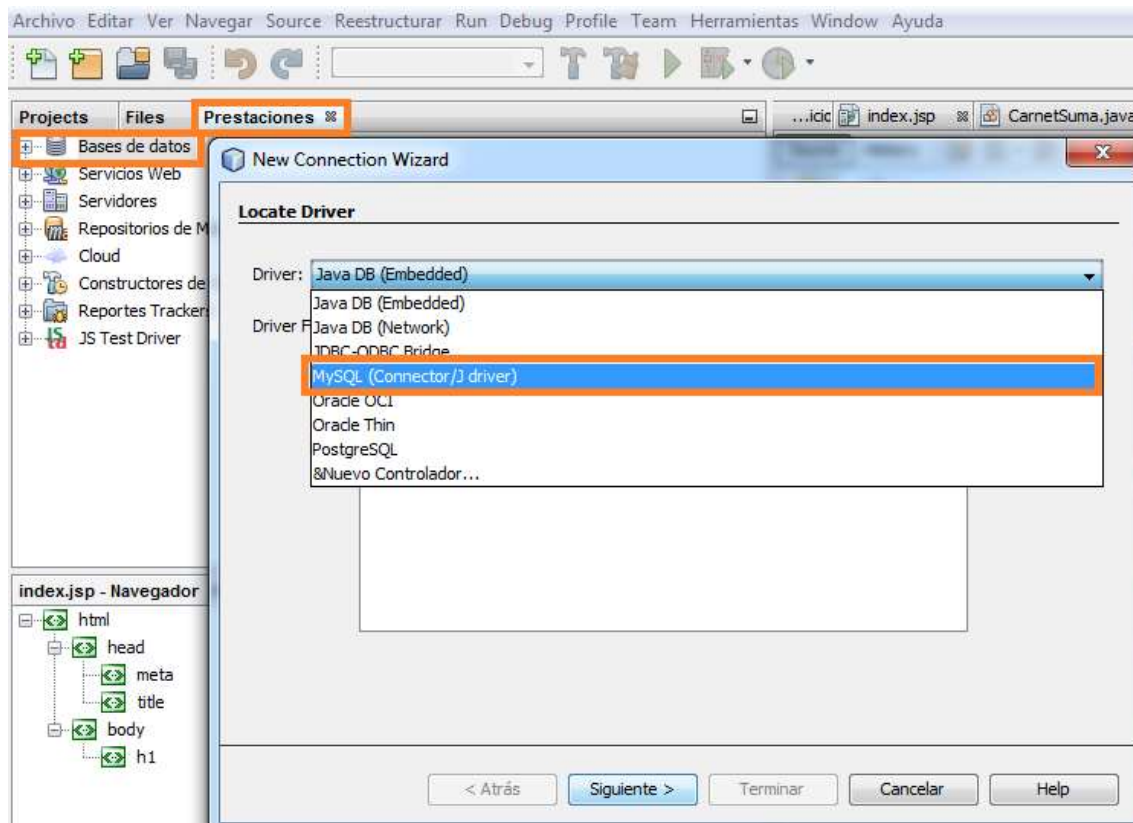 Archivo Editar Ver Navegar Source Reestructurar Run Debug Profile Team Herramientas Window Ayuda
Projects Files Prestaciones
...icic index.jsp CarnetSuma.java
Bases de datos
Servicios Web
Servidores
Repositorios de M
Cloud
Constructores de
Reportes Tracker
JS Test Driver
New Connection Wizard
Locate Driver
Driver: Java DB (Embedded)
Java DB (Embedded)
Driver F
Java DB (Network)
JDBC-ODBC Bridge
MySQL (Connector/J driver)
Oracle OCI
Oracle Thin
PostgreSQL
&Nuevo Controlador...
index.jsp - Navegador
html
head
meta
title
body
h1
< Atrás Siguiente > Terminar Cancelar Help